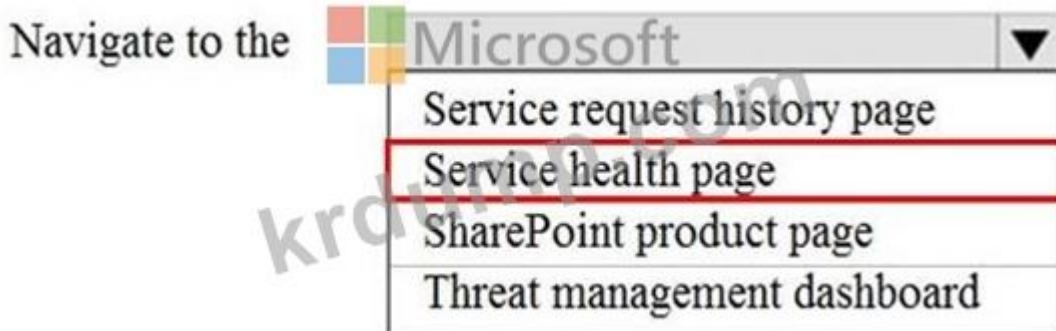 Navigate to the Microsoft
Service request history page
Service health page
SharePoint product page
Threat management dashboard
krdump.com